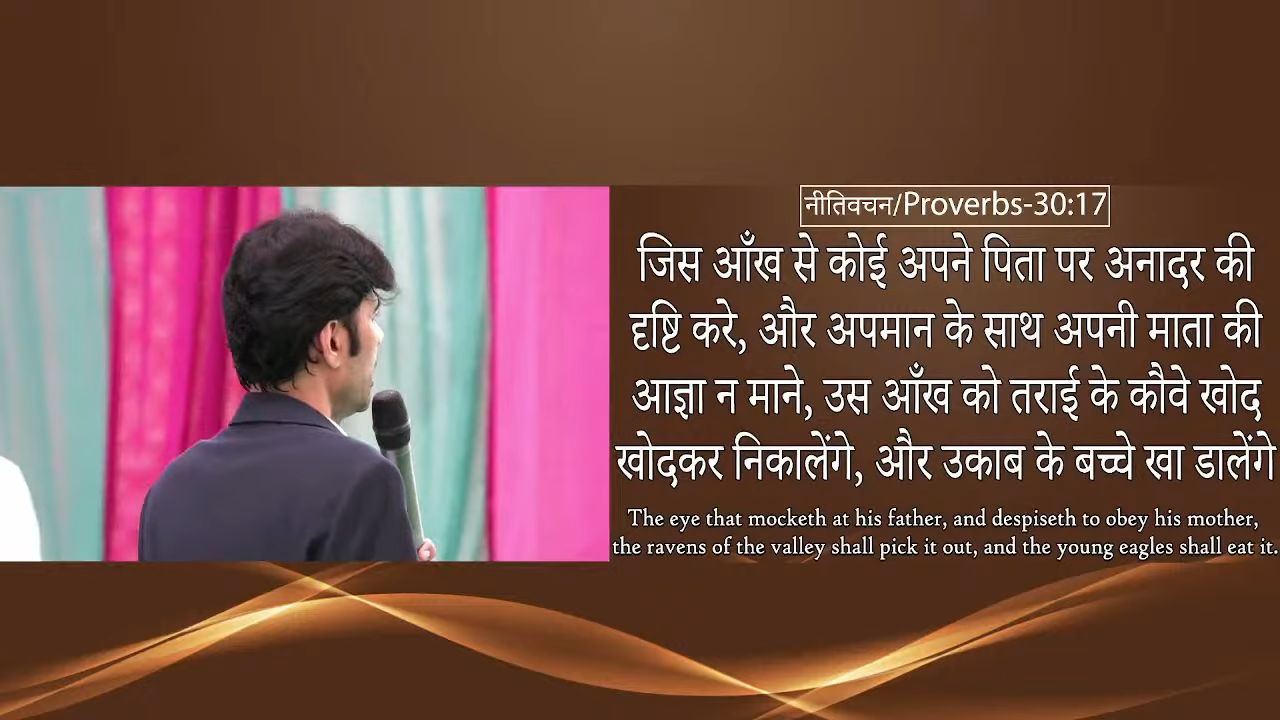 नीतिवचन/Proverbs-30:17
जिस आँख से कोई अपने पिता पर अनादर की
दृष्टि करे, और अपमान के साथ अपनी माता की
आज्ञा न माने, उस आँख को तराई के कौवे खोद
खोदकर निकालेंगे, और उकाब के बच्चे खा डालेंगे
The eye that mocketh at his father, and despiseth to obey his mother,
the ravens of the valley shall pick it out, and the young eagles shall eat it.